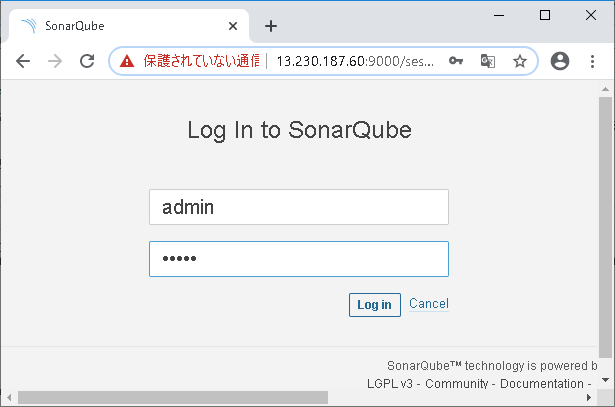 SonarQube
保護されていない通信 13.230.187.60:9000/ses...
Log In to SonarQube
admin
•••••
Log in Cancel
SonarQube™ technology is powered b
LGPL v3 - Community - Documentation -